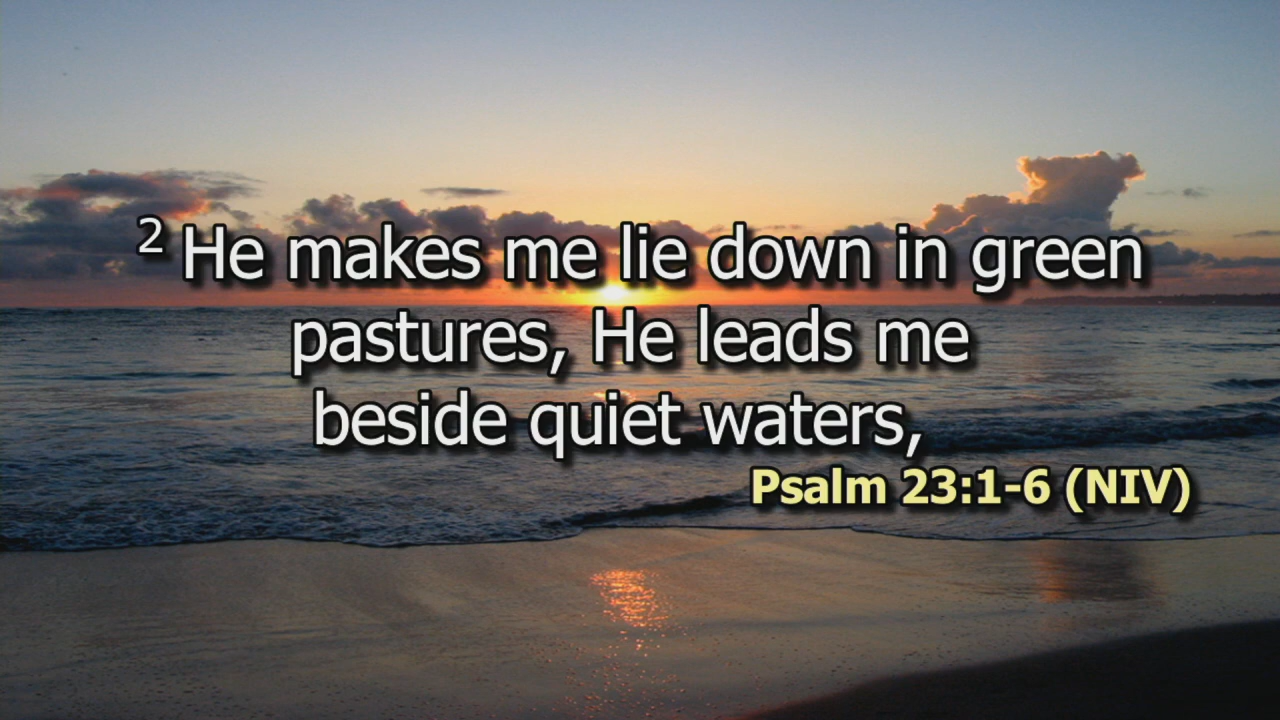 ² He makes me lie down in green
pastures, He leads me
beside quiet waters,
Psalm 23:1-6 (NIV)